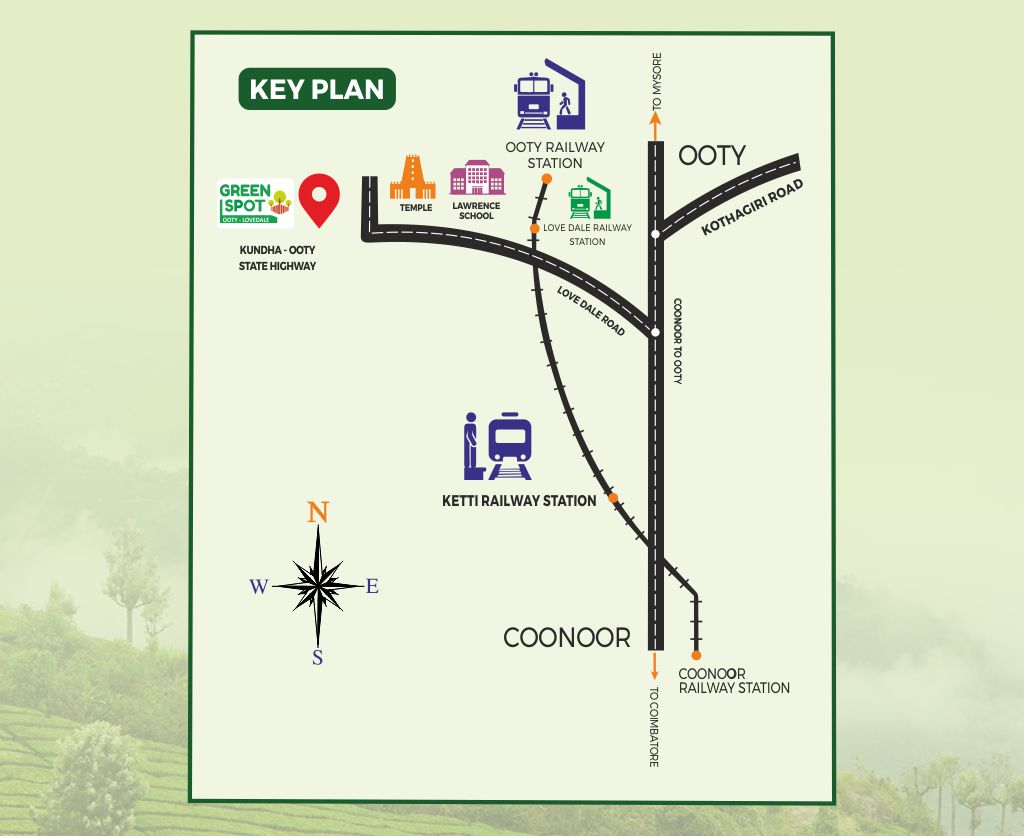 KEY PLAN
TO MYSORE
OOTY RAILWAY
STATION
OOTY
KOTHAGIRI ROAD
GREEN
SPOT
OOTY - LOVEDALE
TEMPLE
LAWRENCE
SCHOOL
LOVE DALE RAILWAY
STATION
KUNDHA - OOTY
STATE HIGHWAY
LOVE DALE ROAD
COONOOR TO OOTY
KETTI RAILWAY STATION
N
W
E
S
COONOOR
COONOOR
RAILWAY STATION
TO COIMBATORE